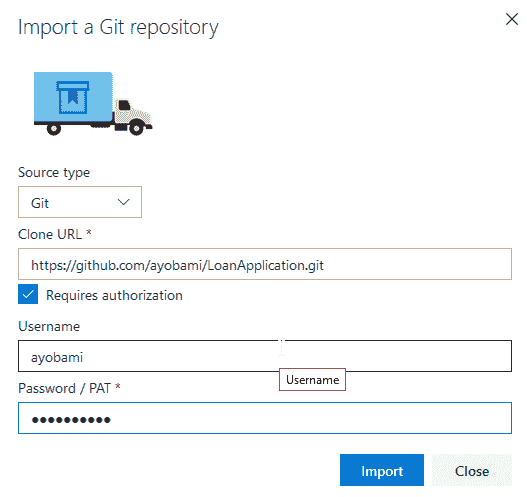 Import a Git repository
Source type
Git
Clone URL *
https://github.com/ayobami/LoanApplication.git
Requires authorization
Username
ayobami
Username
Password / PAT *
●●●●●●●●●●
Import Close